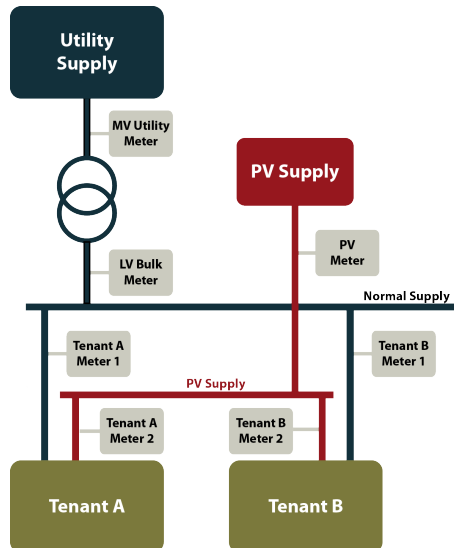 Utility
Supply
MV Utility
Meter
PV Supply
PV
Meter
LV Bulk
Meter
Normal Supply
Tenant A
Meter 1
Tenant B
Meter 1
PV Supply
Tenant A
Meter 2
Tenant B
Meter 2
Tenant A
Tenant B